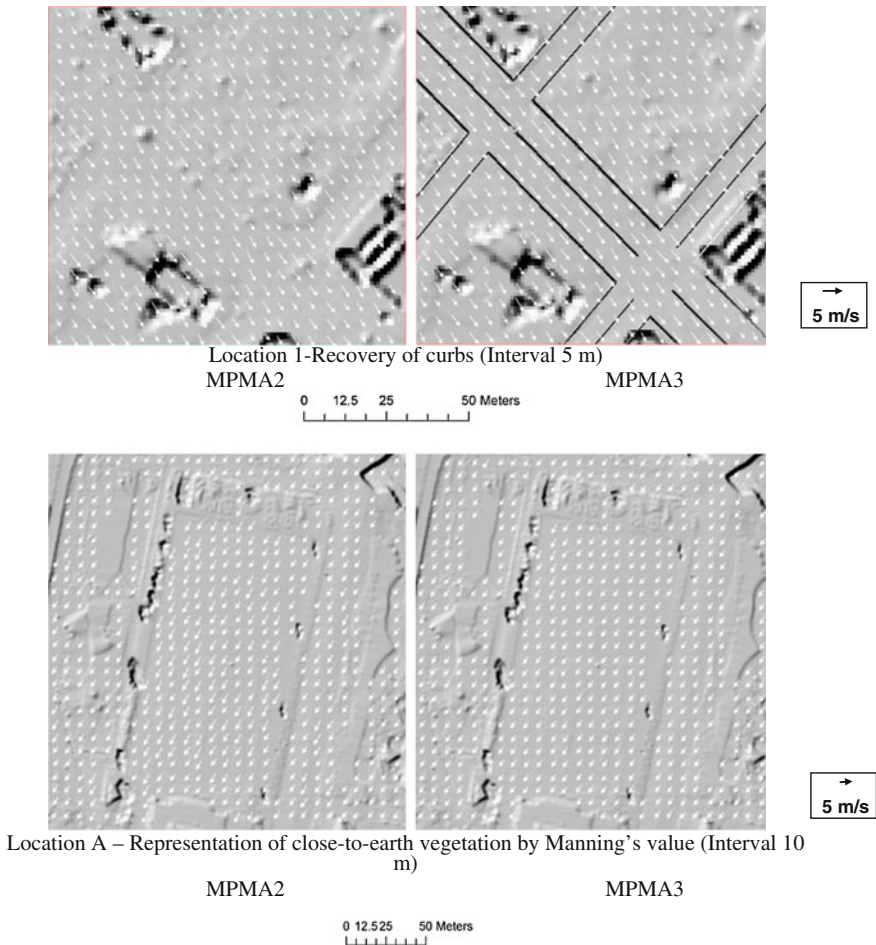 5 m/s
Location 1-Recovery of curbs (Interval 5 m)
MPMA2 MPMA3
0 12.5 25 50 Meters
5 m/s
Location A – Representation of close-to-earth vegetation by Manning's value (Interval 10
m)
MPMA2 MPMA3
0 12.525 50 Meters